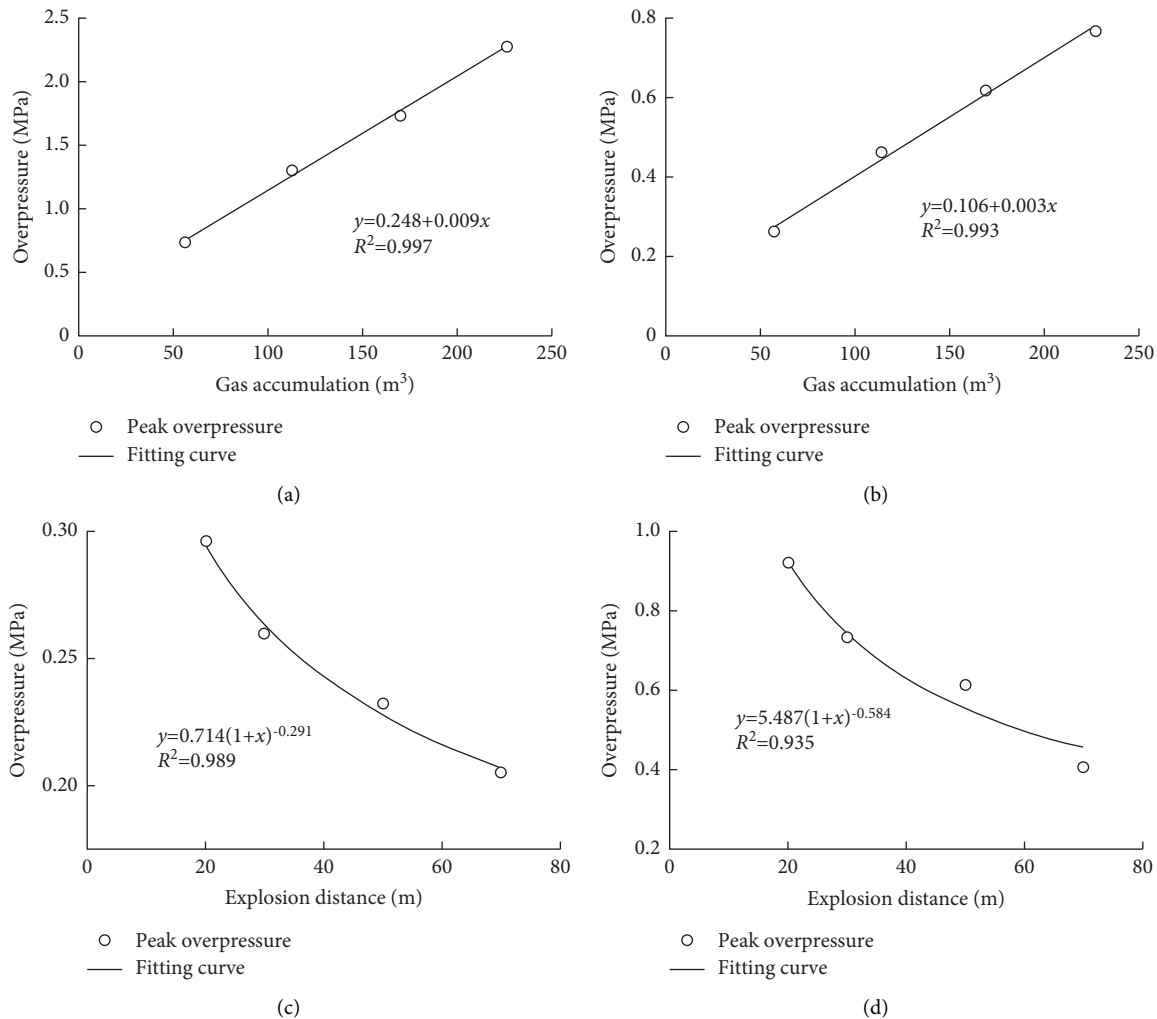 2.5
2.0
1.5
1.0
0.5
0
Overpressure (MPa)
y=0.248+0.009x
R²=0.997
0 50 100 150 200 250
Gas accumulation (m³)
Peak overpressure
Fitting curve
(a)
0.8
0.6
0.4
0.2
0
Overpressure (MPa)
y=0.106+0.003x
R²=0.993
0 50 100 150 200 250
Gas accumulation (m³)
Peak overpressure
Fitting curve
(b)
0.30
0.25
0.20
Overpressure (MPa)
y=0.714(1+x)⁻⁰·²⁹¹
R²=0.989
0 20 40 60 80
Explosion distance (m)
Peak overpressure
Fitting curve
(c)
1.0
0.8
0.6
0.4
0.2
Overpressure (MPa)
y=5.487(1+x)⁻⁰·⁵⁸⁴
R²=0.935
0 20 40 60 80
Explosion distance (m)
Peak overpressure
Fitting curve
(d)